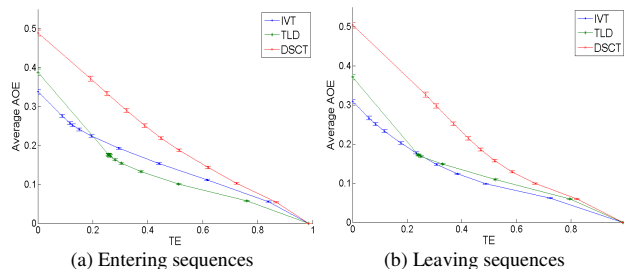 IVT
TLD
DSCT
0.5
0.4
0.3
0.2
0.1
0
Average AOE
0 0.2 0.4 0.6 0.8 1
TE
(a) Entering sequences
IVT
TLD
DSCT
0.5
0.4
0.3
0.2
0.1
0
Average AOE
0 0.2 0.4 0.6 0.8
TE
(b) Leaving sequences